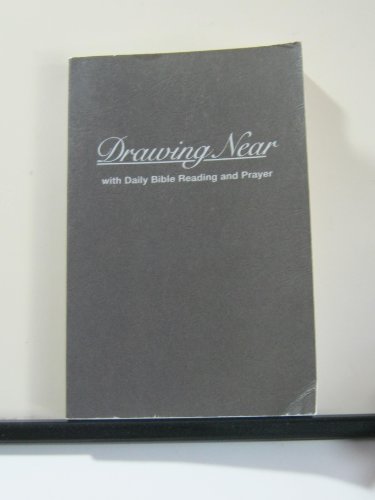 Drawing Near
with Daily Bible Reading and Prayer